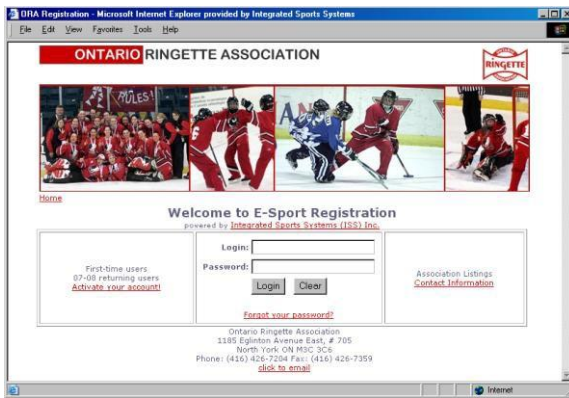 ORA Registration - Microsoft Internet Explorer provided by Integrated Sports Systems
File Edit View Favorites Tools Help
ONTARIO RINGETTE ASSOCIATION
RINGETTE
RULES!
Home
Welcome to E-Sport Registration
powered by Integrated Sports Systems (ISS) Inc.
First-time users
07-08 returning users
Activate your account!
Login:
Password:
Login Clear
Forgot your password?
Association Listings
Contact Information
Ontario Ringette Association
1185 Eglinton Avenue East, # 705
North York ON M3C 3C6
Phone: (416) 426-7204 Fax: (416) 426-7359
click to email
Internet